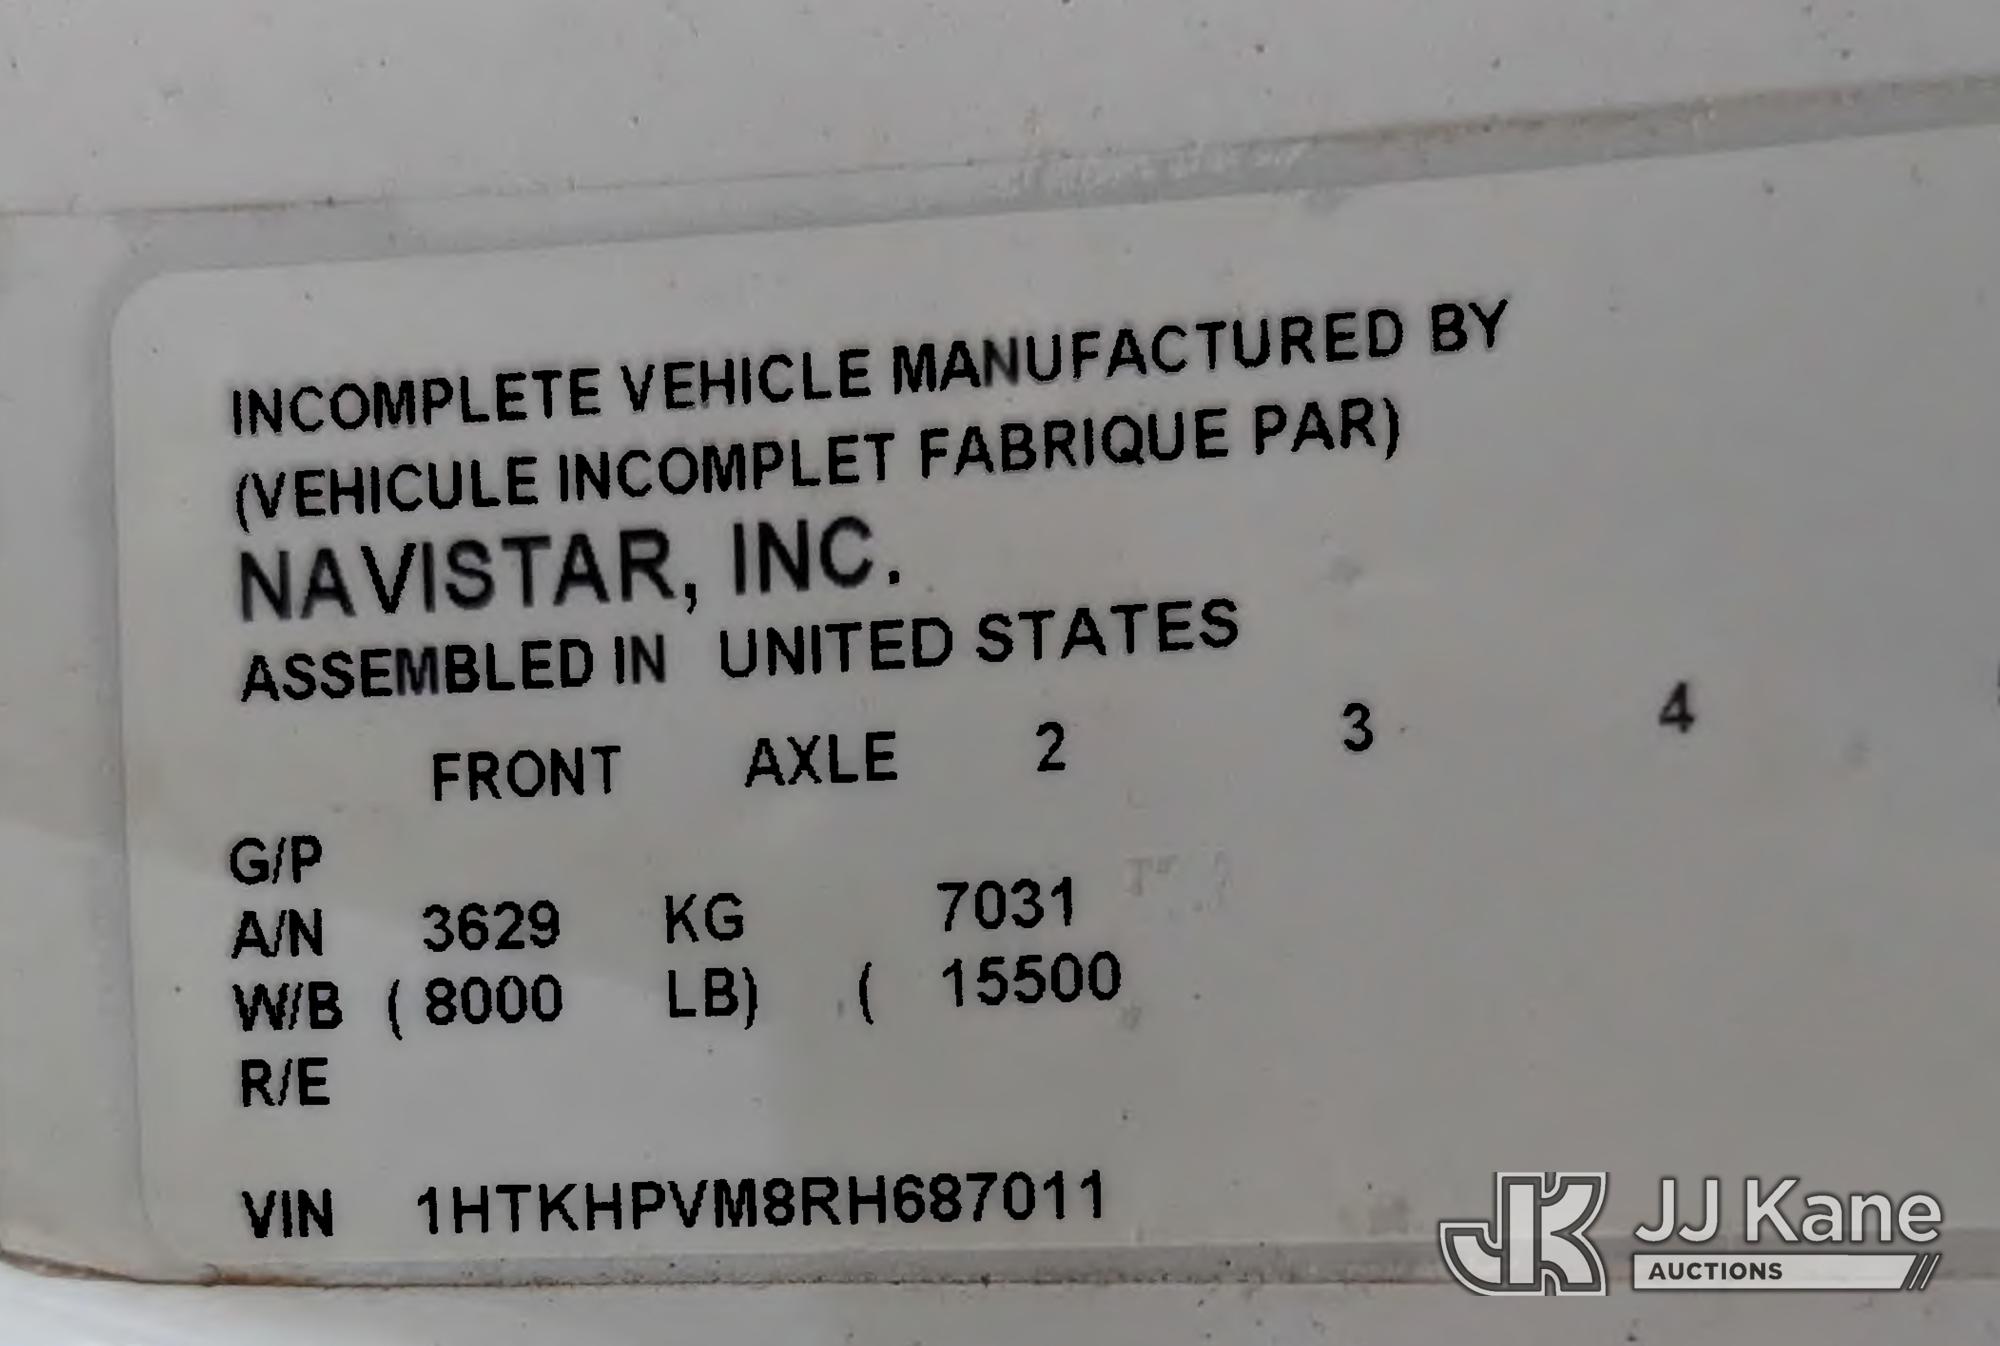 INCOMPLETE VEHICLE MANUFACTURED BY
(VEHICULE INCOMPLET FABRIQUE PAR)
NAVISTAR, INC.
ASSEMBLED IN UNITED STATES
FRONT AXLE 2 3 4
G/P
A/N 3629 KG 7031
W/B ( 8000 LB) ( 15500
R/E
VIN 1HTKHPVM8RH687011
JK JJ Kane
AUCTIONS